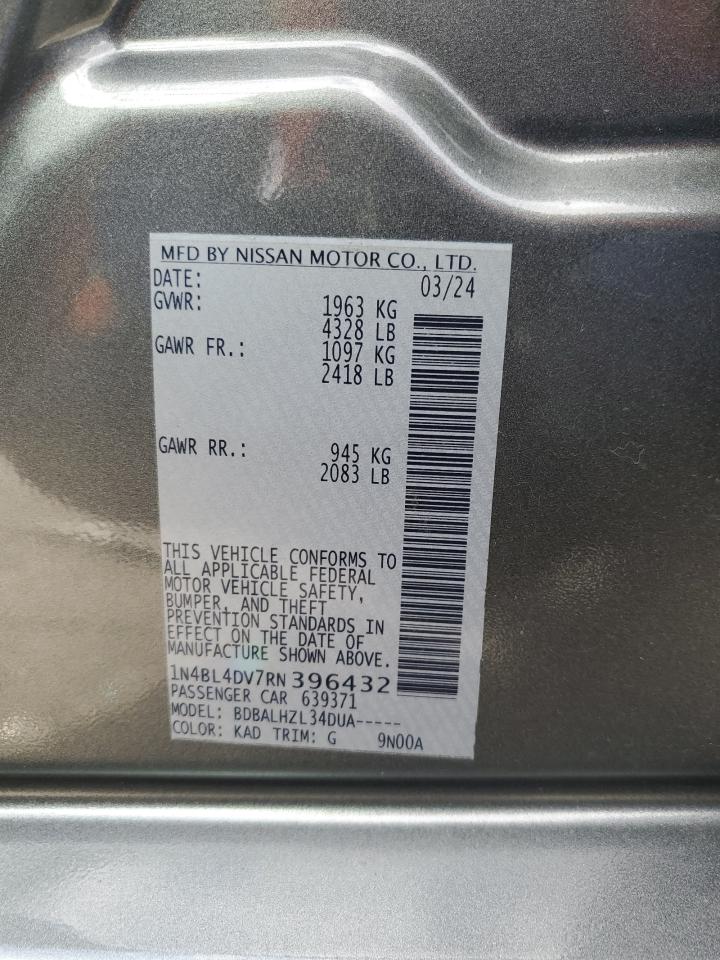 MFD BY NISSAN MOTOR CO., LTD.
DATE: 03/24
GVWR: 1963 KG
4328 LB
GAWR FR.: 1097 KG
2418 LB
GAWR RR.: 945 KG
2083 LB
THIS VEHICLE CONFORMS TO
ALL APPLICABLE FEDERAL
MOTOR VEHICLE SAFETY,
BUMPER, AND THEFT
PREVENTION STANDARDS IN
EFFECT ON THE DATE OF
MANUFACTURE SHOWN ABOVE.
1N4BL4DV7RN396432
PASSENGER CAR 639371
MODEL: BDBALHZL34DUA-----
COLOR: KAD TRIM: G 9N00A